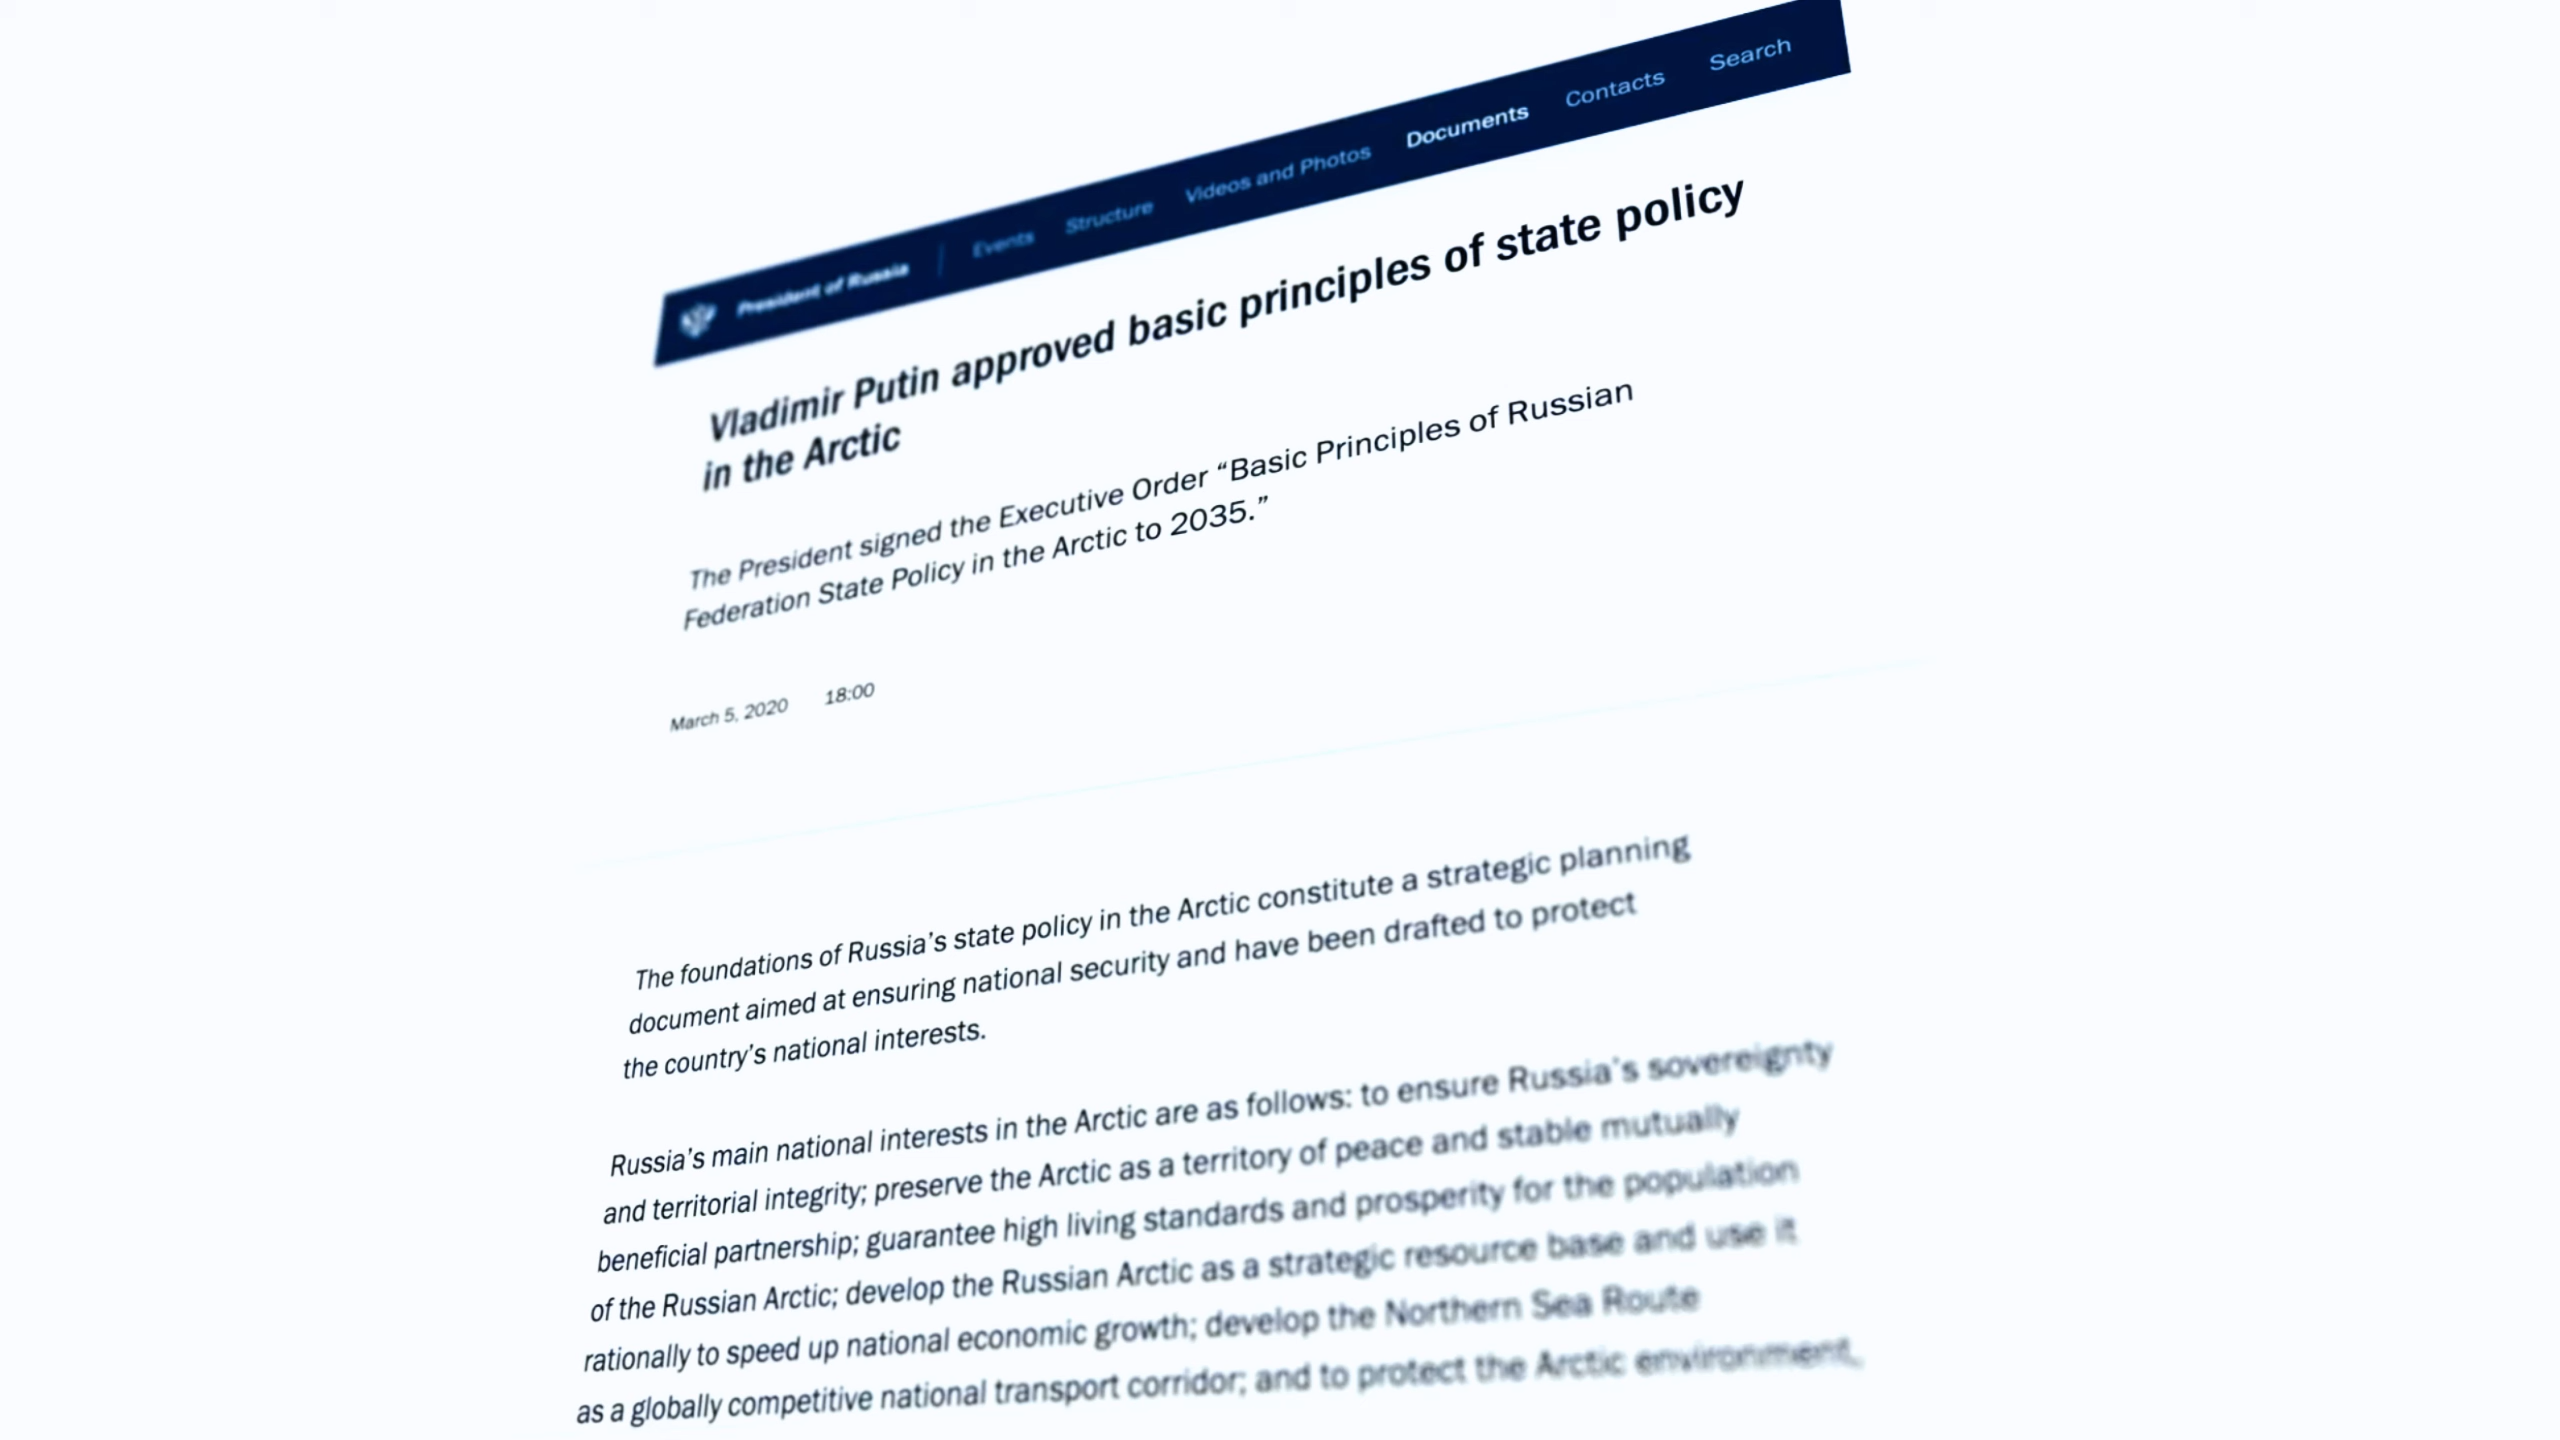 President of Russia Events Structure Videos and Photos Documents Contacts Search
Vladimir Putin approved basic principles of state policy
in the Arctic
The President signed the Executive Order “Basic Principles of Russian
Federation State Policy in the Arctic to 2035.”
March 5, 2020 18:00
The foundations of Russia’s state policy in the Arctic constitute a strategic planning
document aimed at ensuring national security and have been drafted to protect
the country’s national interests.
Russia’s main national interests in the Arctic are as follows: to ensure Russia’s sovereignty
and territorial integrity; preserve the Arctic as a territory of peace and stable mutually
beneficial partnership; guarantee high living standards and prosperity for the population
of the Russian Arctic; develop the Russian Arctic as a strategic resource base and use it
rationally to speed up national economic growth; develop the Northern Sea Route
as a globally competitive national transport corridor; and to protect the Arctic environment,